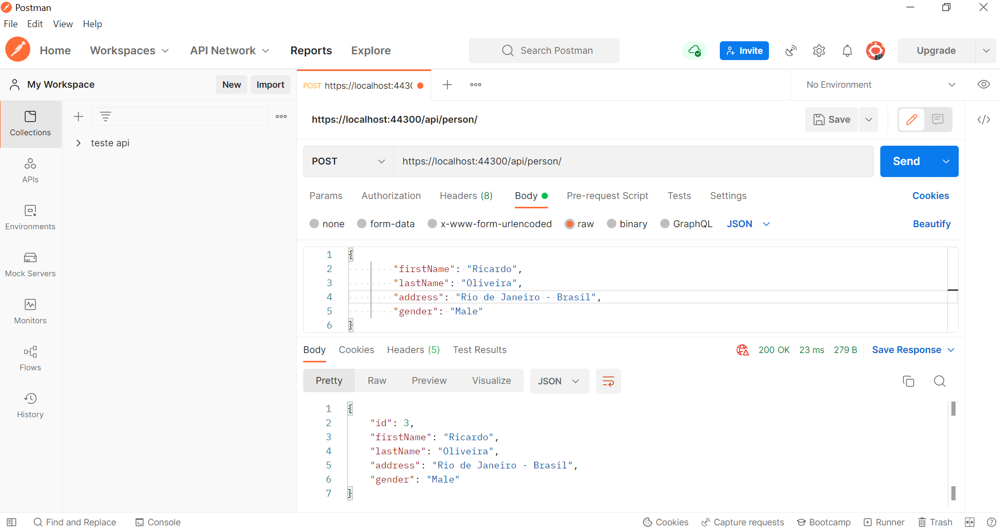 Postman
File Edit View Help
Home Workspaces API Network Reports Explore Search Postman Invite Upgrade
My Workspace New Import POST https://localhost:4430 No Environment
Collections
APIs
Environments
Mock Servers
Monitors
Flows
History
teste api
https://localhost:44300/api/person/ Save
POST https://localhost:44300/api/person/ Send
Params Authorization Headers (8) Body Pre-request Script Tests Settings Cookies
none form-data x-www-form-urlencoded raw binary GraphQL JSON Beautify
1 {
2 "firstName": "Ricardo",
3 "lastName": "Oliveira",
4 "address": "Rio de Janeiro - Brasil",
5 "gender": "Male"
6 }
Body Cookies Headers (5) Test Results 200 OK 23 ms 279 B Save Response
Pretty Raw Preview Visualize JSON
1 {
2 "id": 3,
3 "firstName": "Ricardo",
4 "lastName": "Oliveira",
5 "address": "Rio de Janeiro - Brasil",
6 "gender": "Male"
7 }
Find and Replace Console Cookies Capture requests Bootcamp Runner Trash